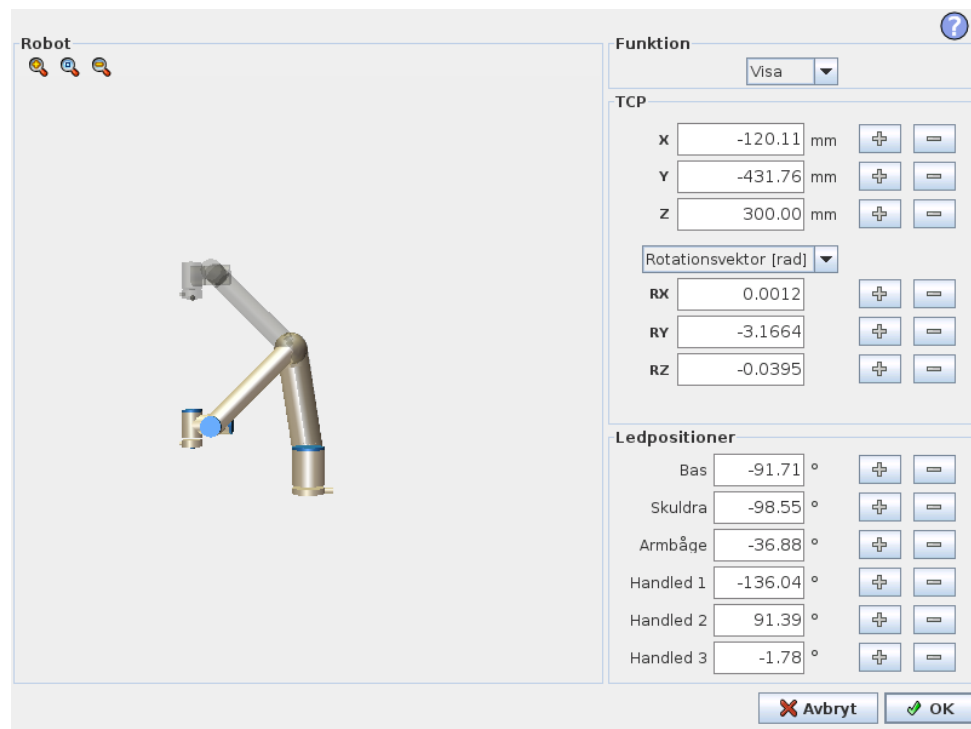 ?
Robot
Funktion
Visa
TCP
X -120.11 mm
Y -431.76 mm
Z 300.00 mm
Rotationsvektor [rad]
RX 0.0012
RY -3.1664
RZ -0.0395
Ledpositioner
Bas -91.71 °
Skuldra -98.55 °
Armbåge -36.88 °
Handled 1 -136.04 °
Handled 2 91.39 °
Handled 3 -1.78 °
Avbryt OK